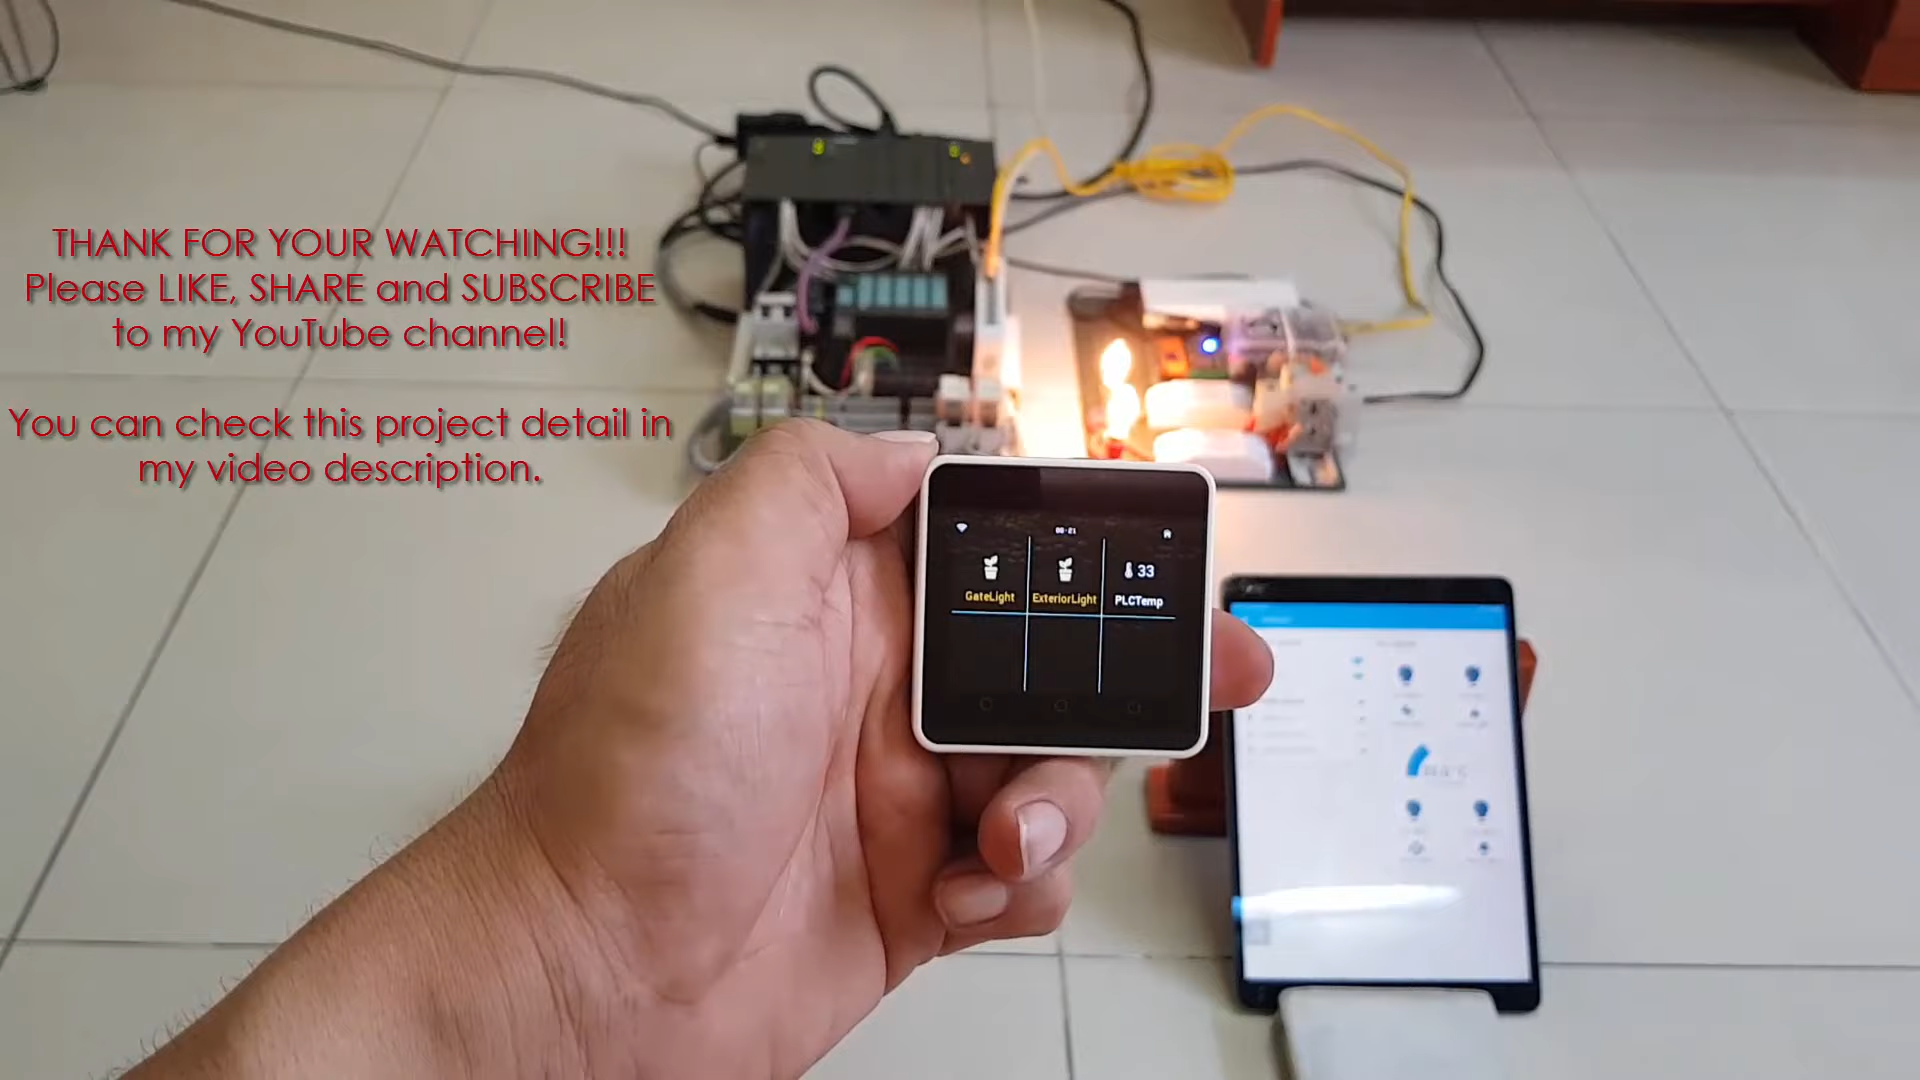 THANK FOR YOUR WATCHING!!!
Please LIKE, SHARE and SUBSCRIBE
to my YouTube channel!
You can check this project detail in
my video description.
33
GateLight
ExteriorLight
PLCTemp